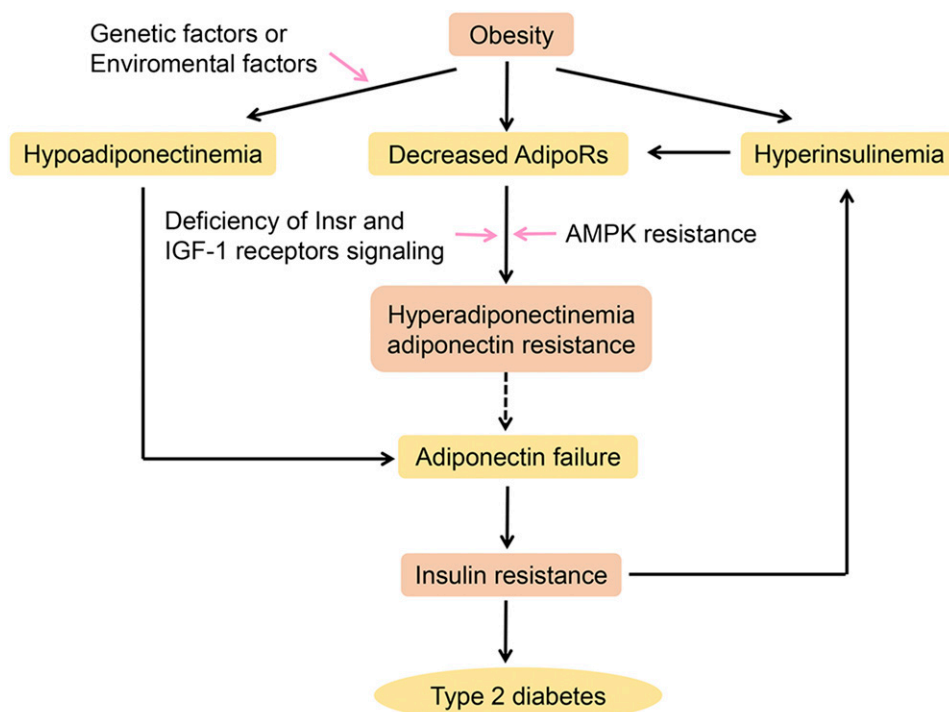 Genetic factors or
Enviromental factors
Obesity
Hypoadiponectinemia
Decreased AdipoRs
Hyperinsulinemia
Deficiency of Insr and
IGF-1 receptors signaling
AMPK resistance
Hyperadiponectinemia
adiponectin resistance
Adiponectin failure
Insulin resistance
Type 2 diabetes